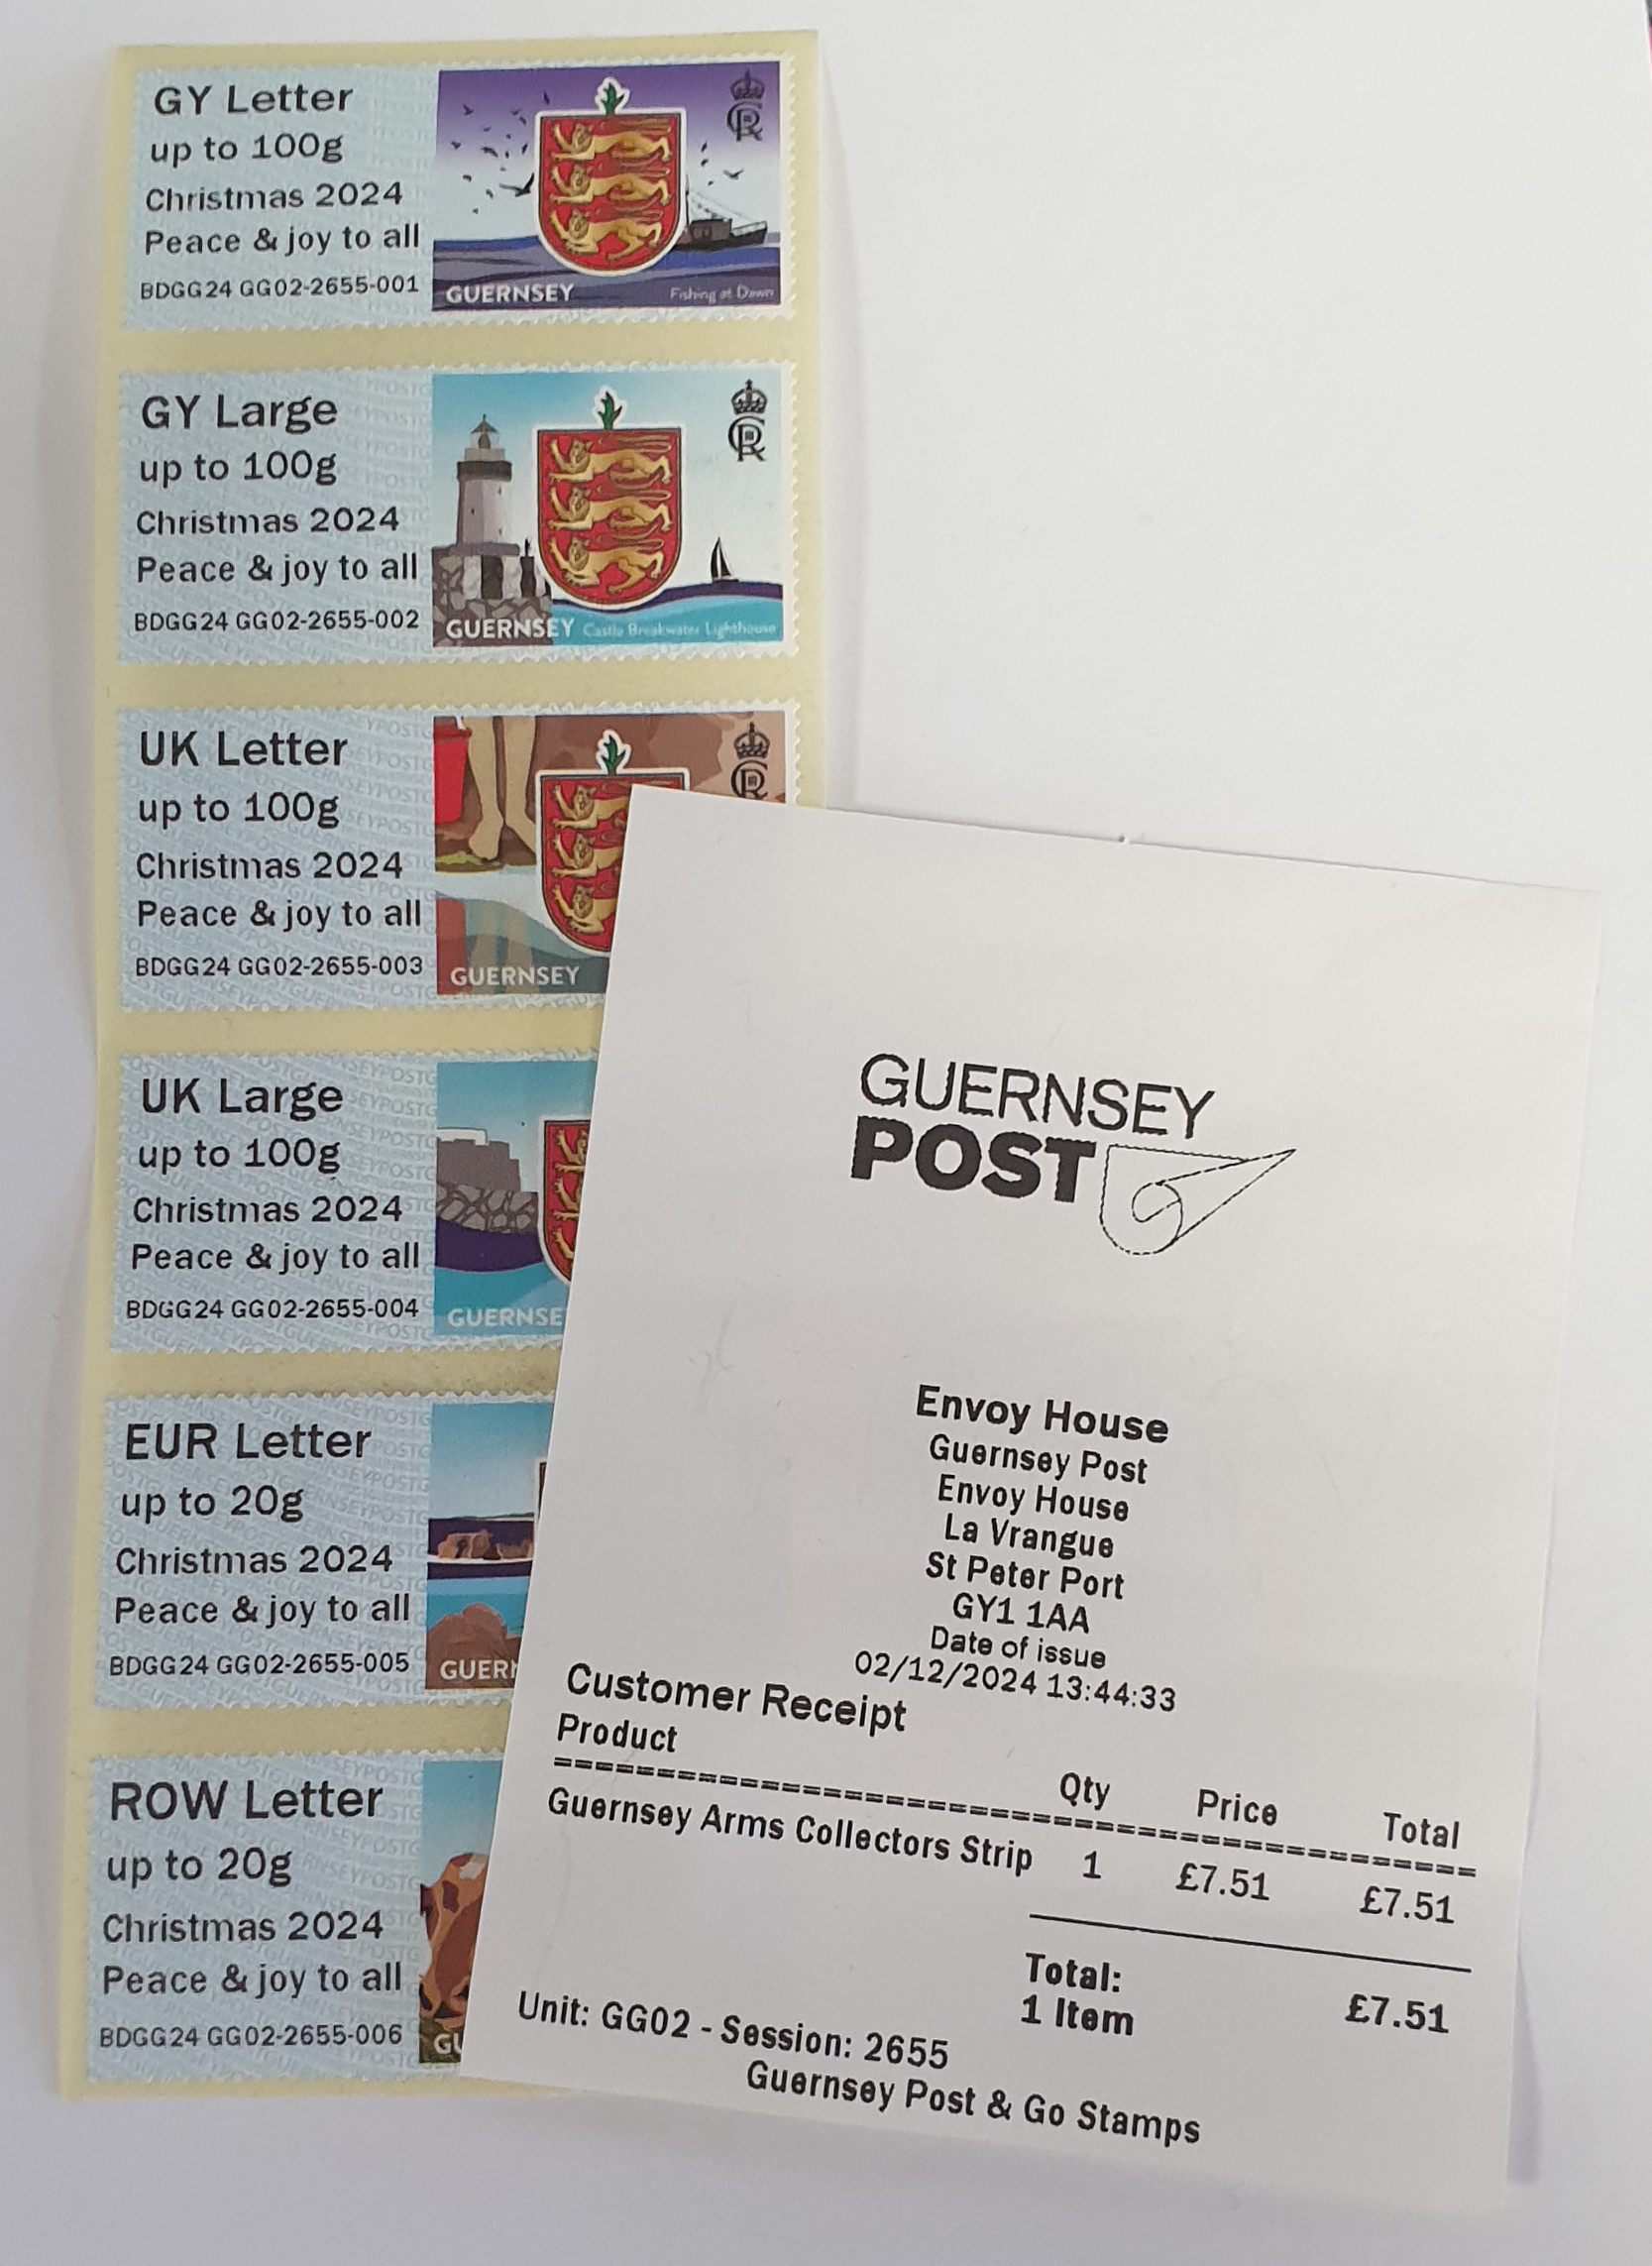 GY Letter
up to 100g
Christmas 2024
Peace & joy to all
BDGG24 GG02-2655-001
GUERNSEY
Fishing at Dawn
GY Large
up to 100g
Christmas 2024
Peace & joy to all
BDGG24 GG02-2655-002
GUERNSEY Castle Breakwater Lighthouse
UK Letter
up to 100g
Christmas 2024
Peace & joy to all
BDGG24 GG02-2655-003
GUERNSEY
UK Large
up to 100g
Christmas 2024
Peace & joy to all
BDGG24 GG02-2655-004
GUERNSE
EUR Letter
up to 20g
Christmas 2024
Peace & joy to all
BDGG24 GG02-2655-005
GUER
ROW Letter
up to 20g
Christmas 2024
Peace & joy to all
BDGG24 GG02-2655-006
GU
GUERNSEY
POST
Envoy House
Guernsey Post
Envoy House
La Vrangue
St Peter Port
GY1 1AA
Date of issue
02/12/2024 13:44:33
Customer Receipt
Product Qty Price Total
Guernsey Arms Collectors Strip 1 £7.51 £7.51
Total:
1 Item £7.51
Unit: GG02 - Session: 2655
Guernsey Post & Go Stamps